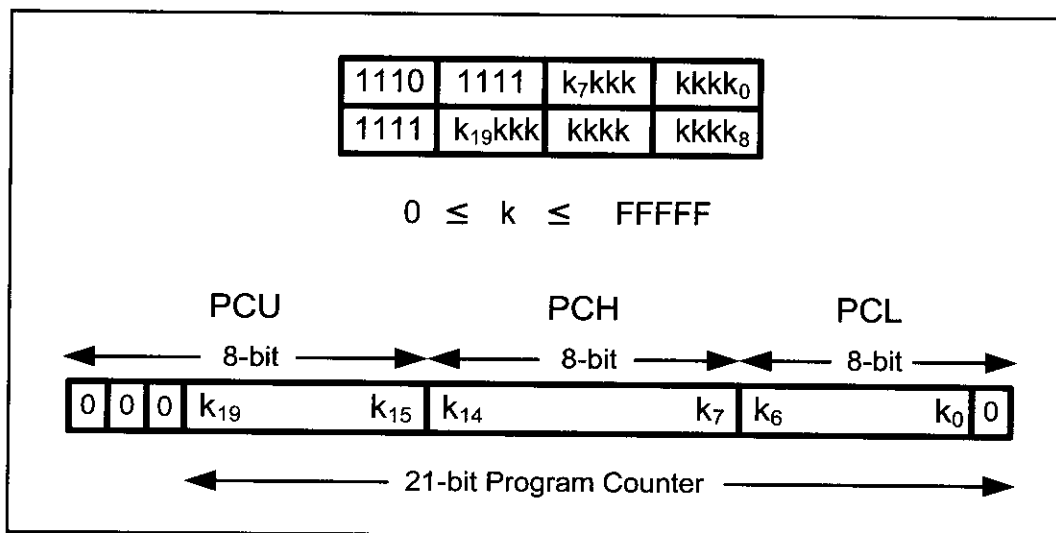 1110 1111 k₇kkk kkkk₀
1111 k₁₉kkk kkkk kkkk₈
0 ≤ k ≤ FFFFF
PCU PCH PCL
8-bit 8-bit 8-bit
0 0 0 k₁₉ k₁₅ k₁₄ k₇ k₆ k₀ 0
21-bit Program Counter